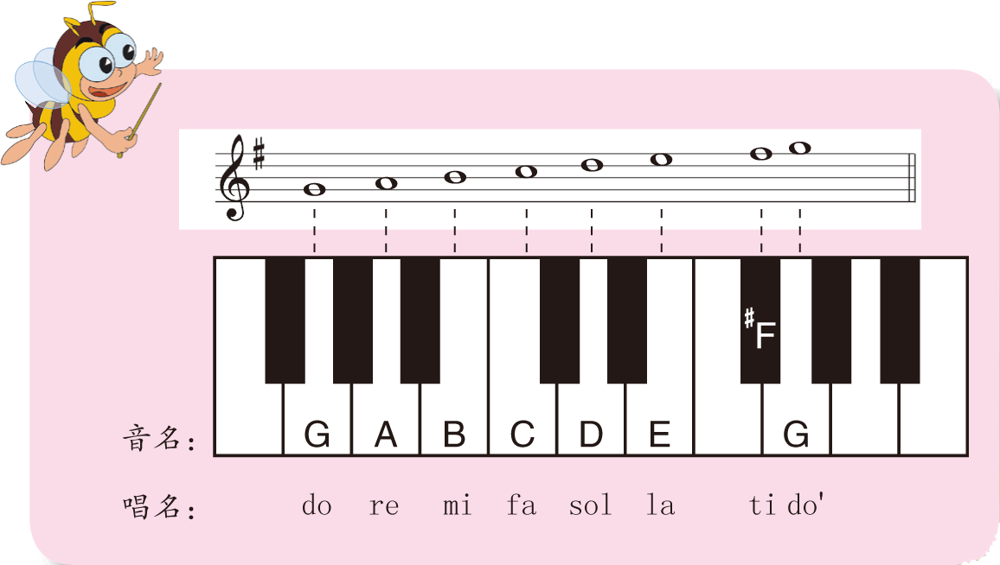 ♯F
音名： G A B C D E G
唱名： do re mi fa sol la ti do'